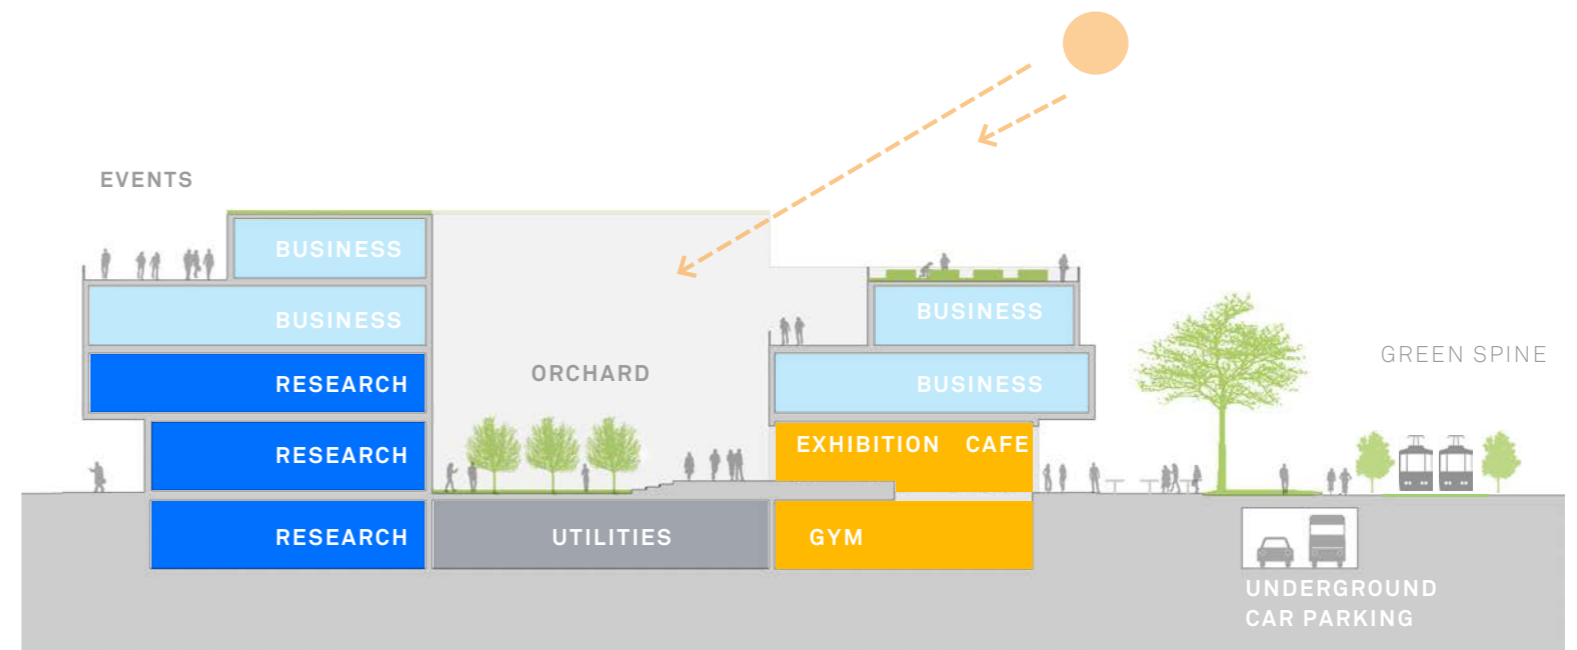 EVENTS
BUSINESS
BUSINESS
BUSINESS
GREEN SPINE
ORCHARD
RESEARCH
BUSINESS
EXHIBITION CAFE
RESEARCH
RESEARCH
UTILITIES
GYM
UNDERGROUND
CAR PARKING